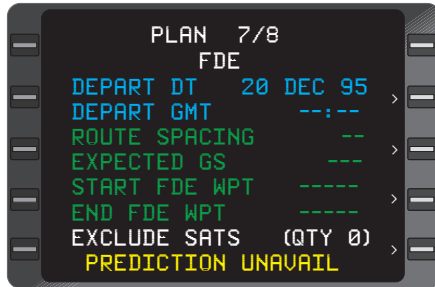 PLAN 7/8
FDE
DEPART DT 20 DEC 95
DEPART GMT --:-- >
ROUTE SPACING --
EXPECTED GS --- >
START FDE WPT -----
END FDE WPT ----- >
EXCLUDE SATS (QTY 0) >
PREDICTION UNAVAIL